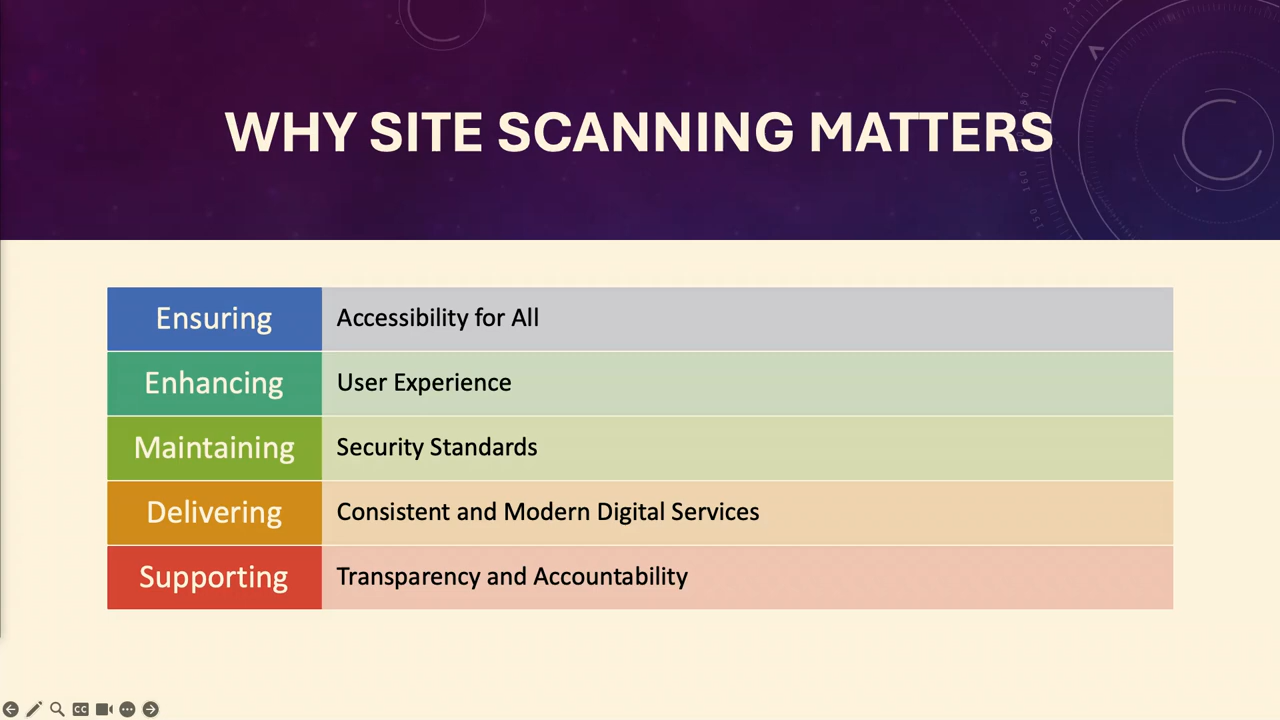 WHY SITE SCANNING MATTERS
Ensuring Accessibility for All
Enhancing User Experience
Maintaining Security Standards
Delivering Consistent and Modern Digital Services
Supporting Transparency and Accountability
CC